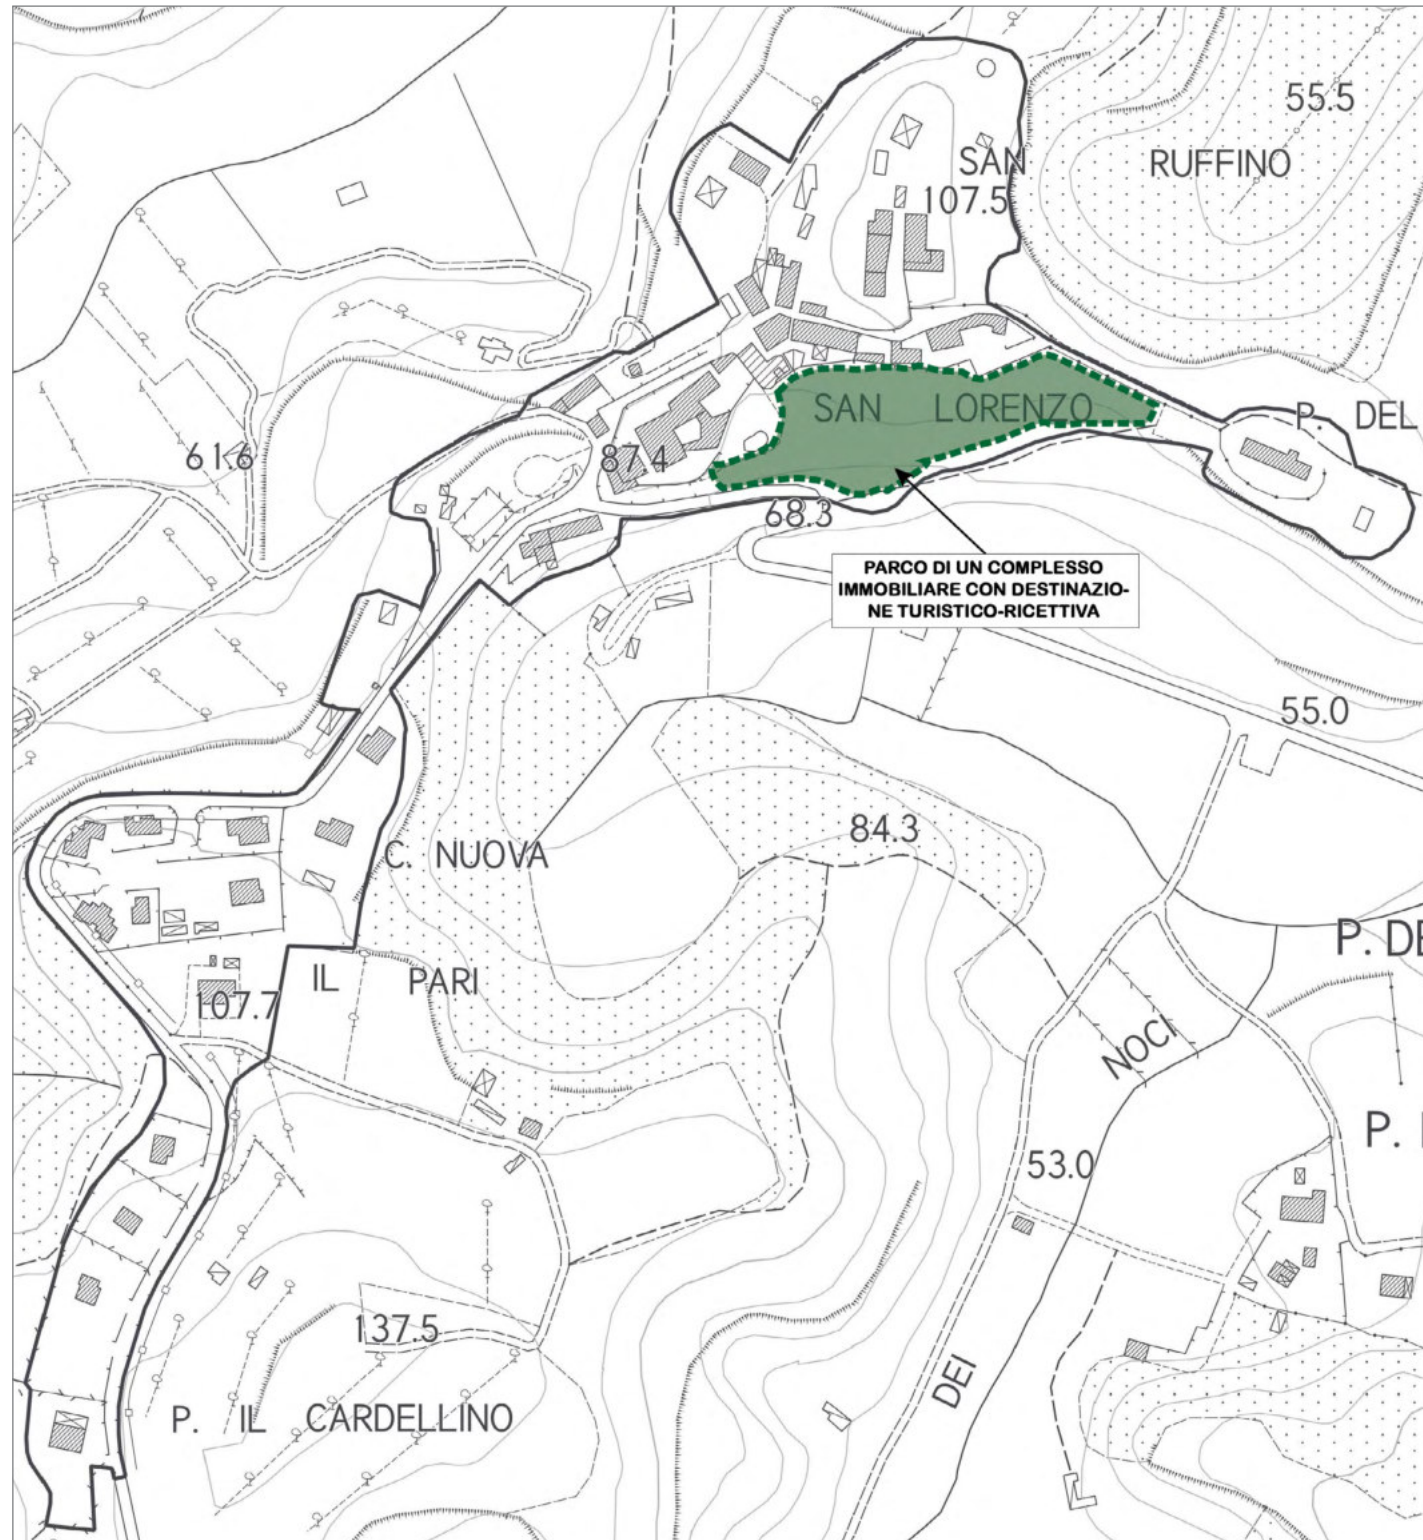 55.5
SAN RUFFINO
107.5
SAN LORENZO
P. DEL
61.6
87.4
68.3
PARCO DI UN COMPLESSO
IMMOBILIARE CON DESTINAZIO-
NE TURISTICO-RICETTIVA
55.0
84.3
C. NUOVA
P. DE
IL PARI
107.7
NOCI
P.
53.0
137.5
DEI
P. IL CARDELLINO